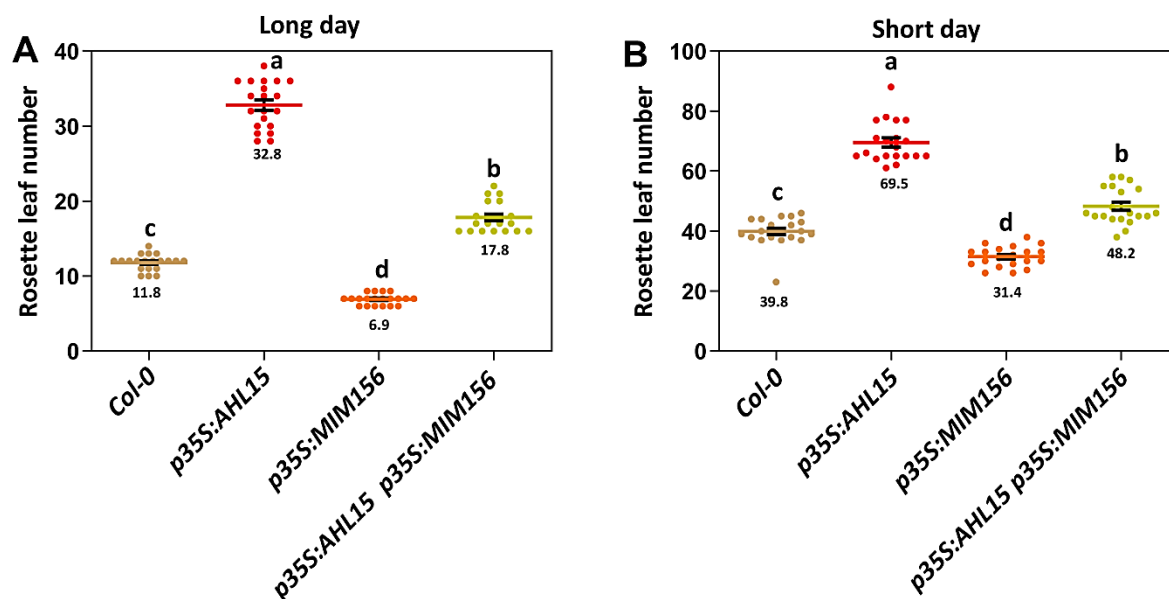 A
Long day
Rosette leaf number
40
30
20
10
0
a
32.8
b
17.8
c
11.8
d
6.9
Col-0
p35S:AHL15
p35S:MIM156
p35S:AHL15 p35S:MIM156
B
Short day
Rosette leaf number
100
80
60
40
20
0
a
69.5
b
48.2
c
39.8
d
31.4
Col-0
p35S:AHL15
p35S:MIM156
p35S:AHL15 p35S:MIM156